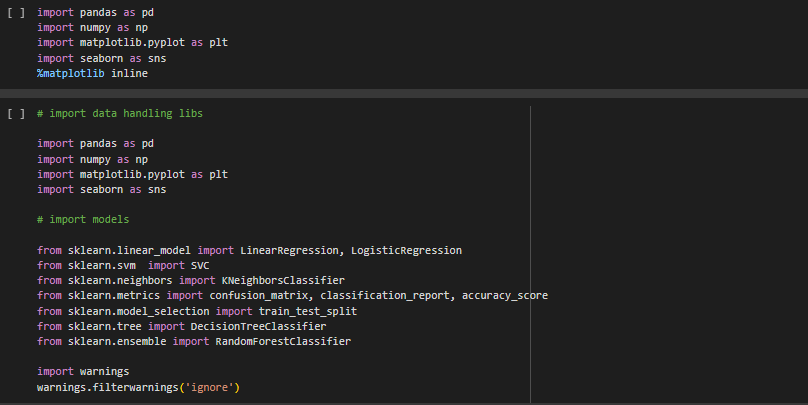 [ ] import pandas as pd
import numpy as np
import matplotlib.pyplot as plt
import seaborn as sns
%matplotlib inline
[ ] # import data handling libs
import pandas as pd
import numpy as np
import matplotlib.pyplot as plt
import seaborn as sns
# import models
from sklearn.linear_model import LinearRegression, LogisticRegression
from sklearn.svm  import SVC
from sklearn.neighbors import KNeighborsClassifier
from sklearn.metrics import confusion_matrix, classification_report, accuracy_score
from sklearn.model_selection import train_test_split
from sklearn.tree import DecisionTreeClassifier
from sklearn.ensemble import RandomForestClassifier
import warnings
warnings.filterwarnings('ignore')